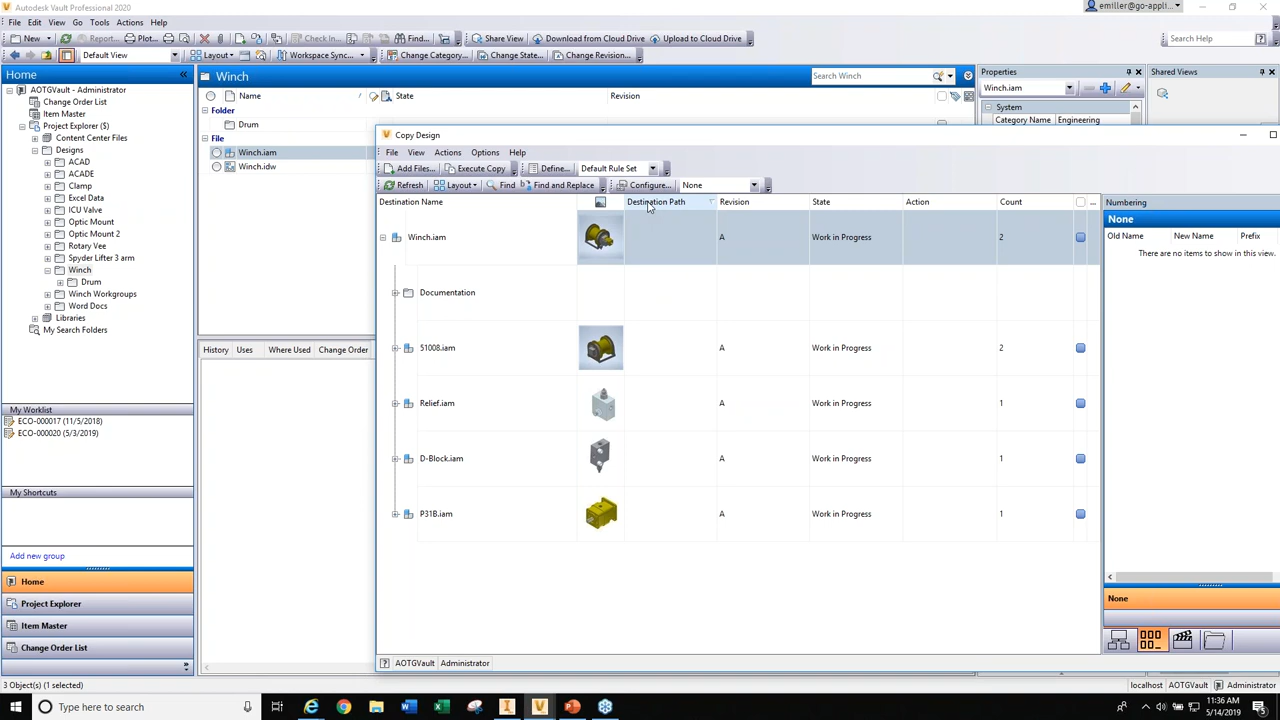 Autodesk Vault Professional 2020
emiller@go-appli...
File Edit View Go Tools Actions Help
New Plot... Check In... Find... Share View Download from Cloud Drive Upload to Cloud Drive
Search Help
Default View Layout Workspace Sync... Change Category... Change State... Change Revision...
Home
AOTGVault - Administrator
Change Order List
Item Master
Project Explorer ($)
Content Center Files
Designs
ACAD
ACADE
Clamp
Excel Data
ICU Valve
Optic Mount
Optic Mount 2
Rotary Vee
Spyder Lifter 3 arm
Winch
Drum
Winch Workgroups
Word Docs
Libraries
My Search Folders
My Worklist
ECO-000017 (11/5/2018)
ECO-000020 (5/3/2019)
My Shortcuts
Add new group
Home
Project Explorer
Item Master
Change Order List
Winch
Search Winch
Name State Revision
Folder
Drum
File
Winch.iam
Winch.idw
History Uses Where Used Change Order
Properties
Winch.iam
System
Category Name Engineering
Shared Views
Copy Design
File View Actions Options Help
Add Files... Execute Copy Define... Default Rule Set
Refresh Layout Find Find and Replace Configure... None
Destination Name Destination Path Revision State Action Count ...
Winch.iam A Work in Progress 2
Documentation
51008.iam A Work in Progress 2
Relief.iam A Work in Progress 1
D-Block.iam A Work in Progress 1
P31B.iam A Work in Progress 1
Numbering
None
Old Name New Name Prefix
There are no items to show in this view.
None
AOTGVault Administrator
3 Object(s) (1 selected)
localhost AOTGVault Administrator
Type here to search
11:36 AM
5/14/2019